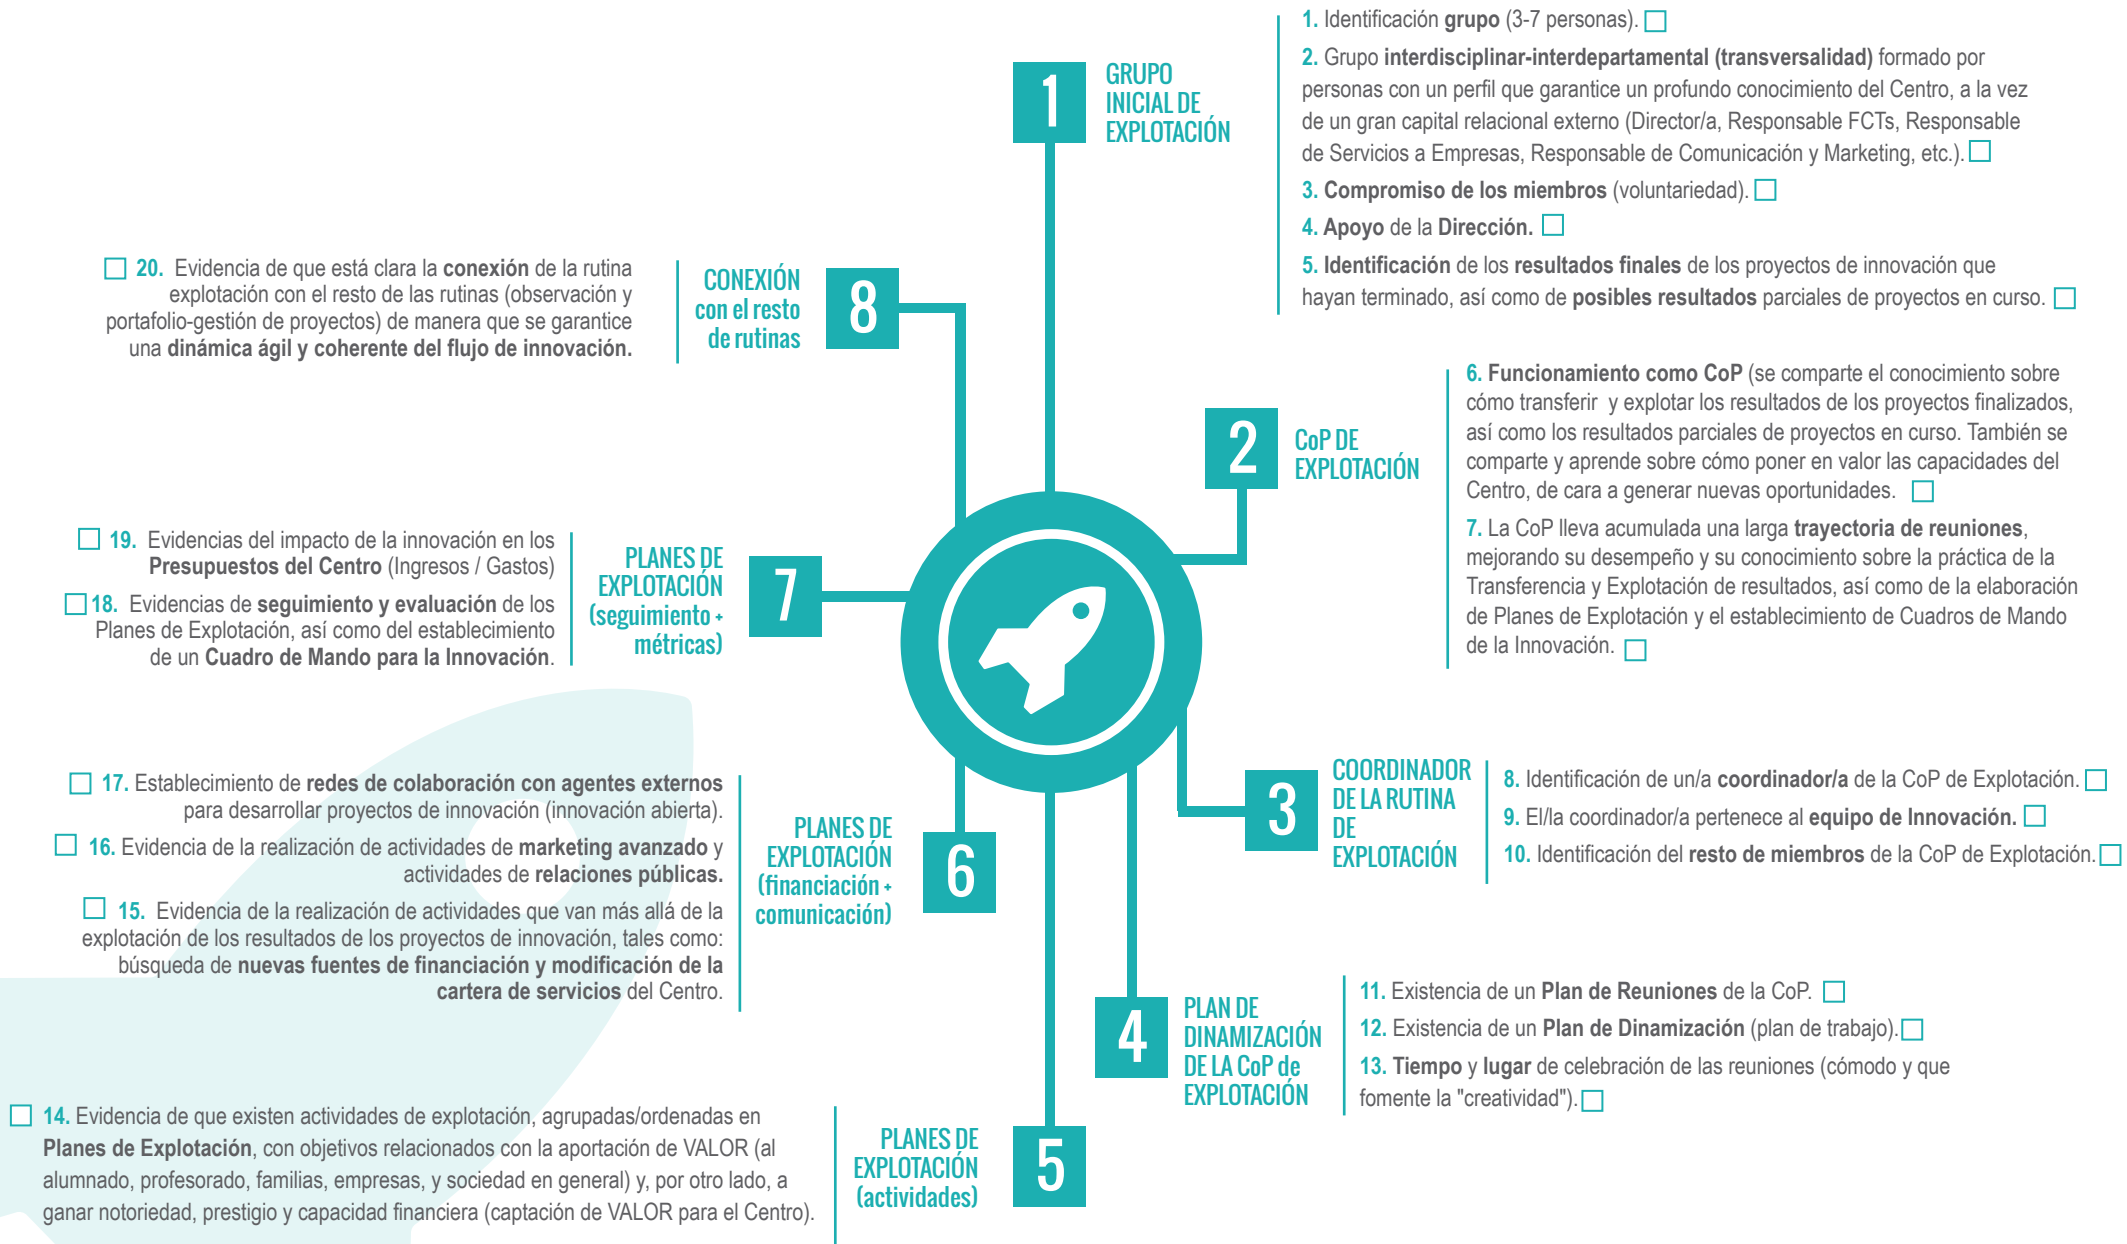 1
GRUPO
INICIAL DE
EXPLOTACIÓN
1. Identificación grupo (3-7 personas).
2. Grupo interdisciplinar-interdepartamental (transversalidad) formado por
personas con un perfil que garantice un profundo conocimiento del Centro, a la vez
de un gran capital relacional externo (Director/a, Responsable FCTs, Responsable
de Servicios a Empresas, Responsable de Comunicación y Marketing, etc.).
3. Compromiso de los miembros (voluntariedad).
4. Apoyo de la Dirección.
5. Identificación de los resultados finales de los proyectos de innovación que
hayan terminado, así como de posibles resultados parciales de proyectos en curso.
2
CoP DE
EXPLOTACIÓN
6. Funcionamiento como CoP (se comparte el conocimiento sobre
cómo transferir y explotar los resultados de los proyectos finalizados,
así como los resultados parciales de proyectos en curso. También se
comparte y aprende sobre cómo poner en valor las capacidades del
Centro, de cara a generar nuevas oportunidades.
7. La CoP lleva acumulada una larga trayectoria de reuniones,
mejorando su desempeño y su conocimiento sobre la práctica de la
Transferencia y Explotación de resultados, así como de la elaboración
de Planes de Explotación y el establecimiento de Cuadros de Mando
de la Innovación.
3
COORDINADOR
DE LA RUTINA
DE
EXPLOTACIÓN
8. Identificación de un/a coordinador/a de la CoP de Explotación.
9. El/la coordinador/a pertenece al equipo de Innovación.
10. Identificación del resto de miembros de la CoP de Explotación.
4
PLAN DE
DINAMIZACIÓN
DE LA CoP de
EXPLOTACIÓN
11. Existencia de un Plan de Reuniones de la CoP.
12. Existencia de un Plan de Dinamización (plan de trabajo).
13. Tiempo y lugar de celebración de las reuniones (cómodo y que
fomente la "creatividad").
5
PLANES DE
EXPLOTACIÓN
(actividades)
14. Evidencia de que existen actividades de explotación, agrupadas/ordenadas en
Planes de Explotación, con objetivos relacionados con la aportación de VALOR (al
alumnado, profesorado, familias, empresas, y sociedad en general) y, por otro lado, a
ganar notoriedad, prestigio y capacidad financiera (captación de VALOR para el Centro).
6
PLANES DE
EXPLOTACIÓN
(financiación +
comunicación)
17. Establecimiento de redes de colaboración con agentes externos
para desarrollar proyectos de innovación (innovación abierta).
16. Evidencia de la realización de actividades de marketing avanzado y
actividades de relaciones públicas.
15. Evidencia de la realización de actividades que van más allá de la
explotación de los resultados de los proyectos de innovación, tales como:
búsqueda de nuevas fuentes de financiación y modificación de la
cartera de servicios del Centro.
7
PLANES DE
EXPLOTACIÓN
(seguimiento +
métricas)
19. Evidencias del impacto de la innovación en los
Presupuestos del Centro (Ingresos / Gastos)
18. Evidencias de seguimiento y evaluación de los
Planes de Explotación, así como del establecimiento
de un Cuadro de Mando para la Innovación.
8
CONEXIÓN
con el resto
de rutinas
20. Evidencia de que está clara la conexión de la rutina
explotación con el resto de las rutinas (observación y
portafolio-gestión de proyectos) de manera que se garantice
una dinámica ágil y coherente del flujo de innovación.